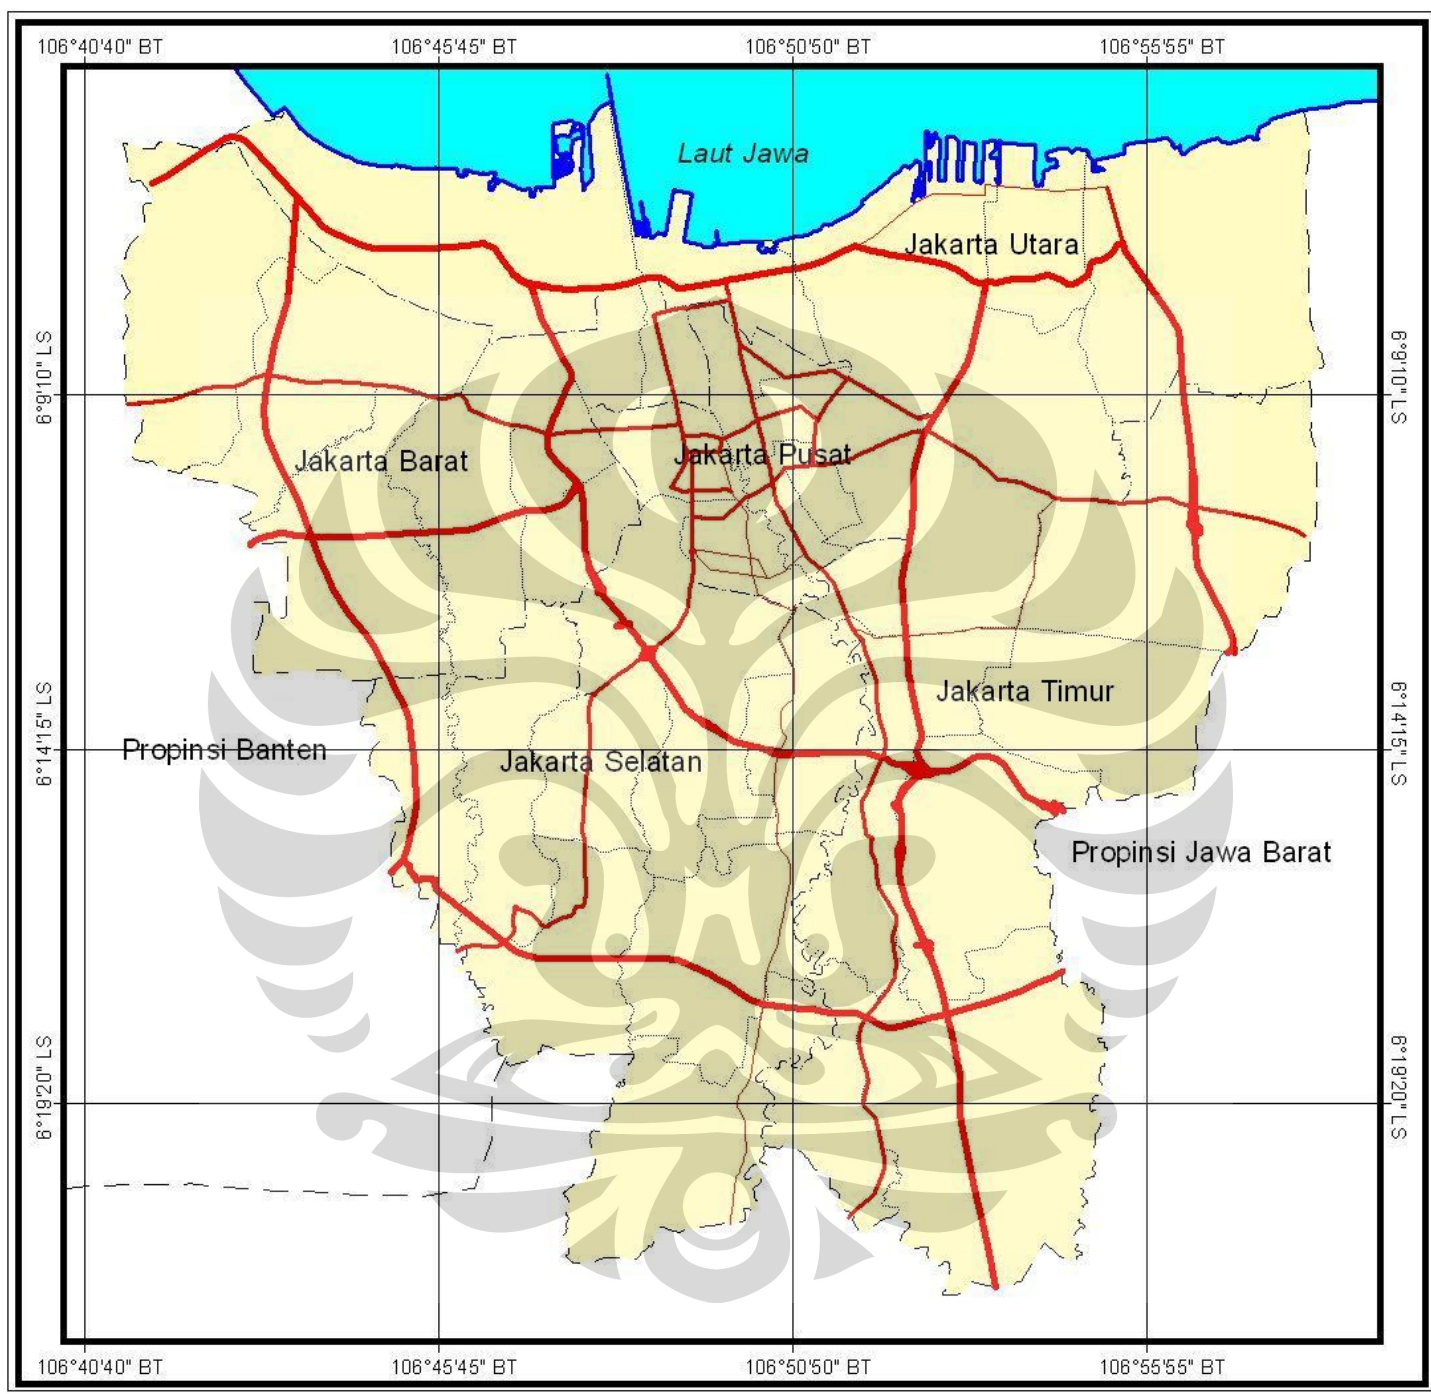 106°40'40" BT
106°45'45" BT
106°50'50" BT
106°55'55" BT
Laut Jawa
Jakarta Utara
6°9'10" LS
6°9'10" LS
Jakarta Barat
Jakarta Pusat
Jakarta Timur
6°14'15" LS
6°14'15" LS
Propinsi Banten
Jakarta Selatan
Propinsi Jawa Barat
6°19'20" LS
6°19'20" LS
106°40'40" BT
106°45'45" BT
106°50'50" BT
106°55'55" BT